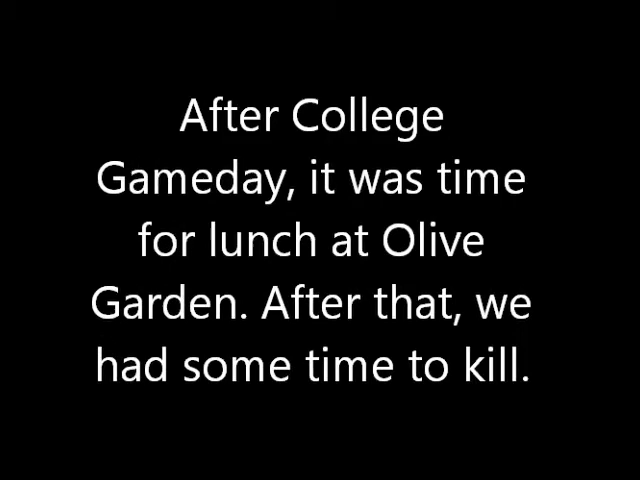 After College
Gameday, it was time
for lunch at Olive
Garden. After that, we
had some time to kill.